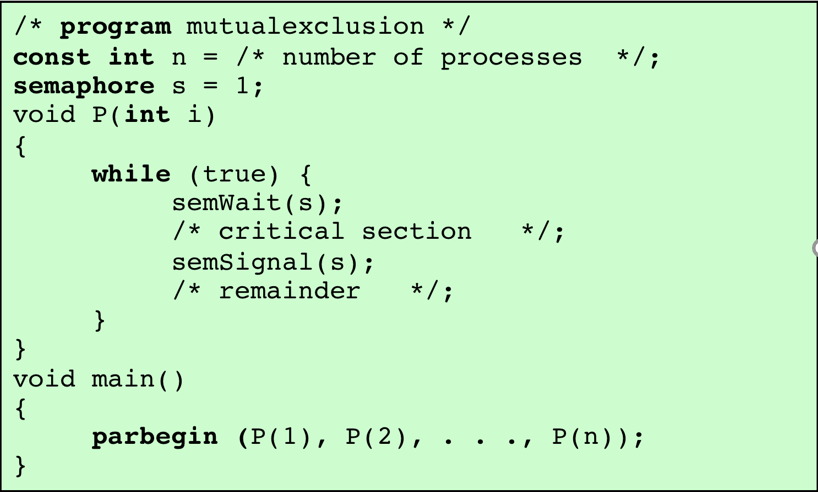 /* program mutualexclusion */
const int n = /* number of processes  */;
semaphore s = 1;
void P(int i)
{
     while (true) {
          semWait(s);
          /* critical section   */;
          semSignal(s);
          /* remainder   */;
     }
}
void main()
{
     parbegin (P(1), P(2), . . ., P(n));
}